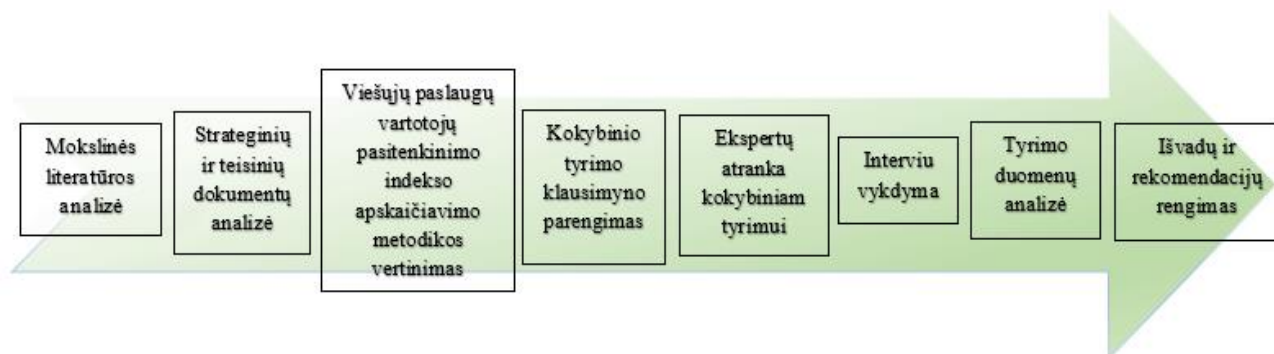 Mokslinės
literatūros
analizė
Strateginių
ir teisinių
dokumentų
analizė
Viešųjų paslaugų
vartotojų
pasitenkinimo
indekso
apskaičiavimo
metodikos
vertinimas
Kokybinio
tyrimo
klausimyno
parengimas
Ekspertų
atranka
kokybiniam
tyrimui
Interviu
vykdyma
Tyrimo
duomenų
analizė
Išvadų ir
rekomendacijų
rengimas